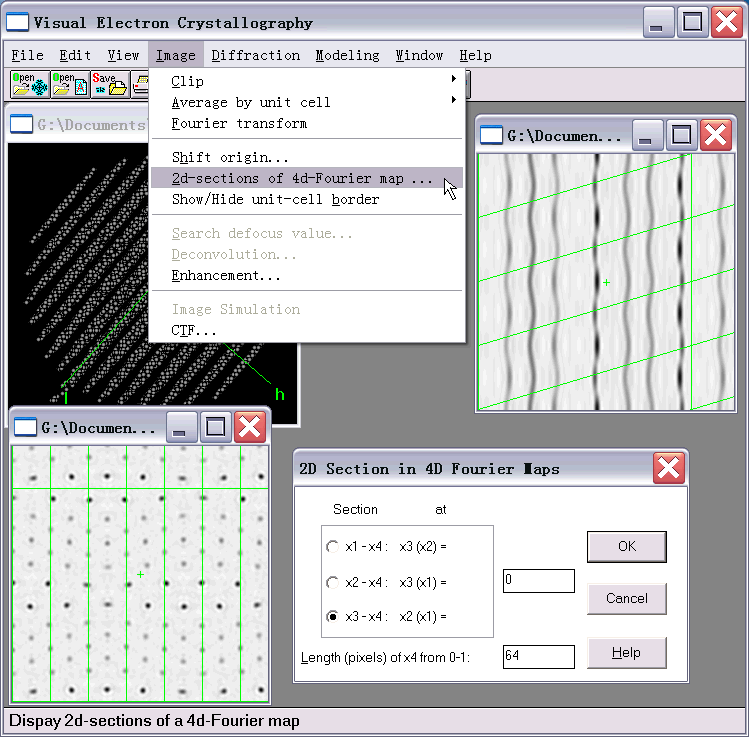 Visual Electron Crystallography
File Edit View Image Diffraction Modeling Window Help
Open Open Save
Clip
Average by unit cell
Fourier transform
Shift origin...
2d-sections of 4d-Fourier map ...
Show/Hide unit-cell border
Search defocus value...
Deconvolution...
Enhancement...
Image Simulation
CTF...
G:\Documents
h
G:\Documen...
G:\Documen...
2D Section in 4D Fourier Maps
Section at
x1 - x4 : x3 (x2) =
x2 - x4 : x3 (x1) =
x3 - x4 : x2 (x1) =
0
Length (pixels) of x4 from 0-1: 64
OK
Cancel
Help
Dispay 2d-sections of a 4d-Fourier map